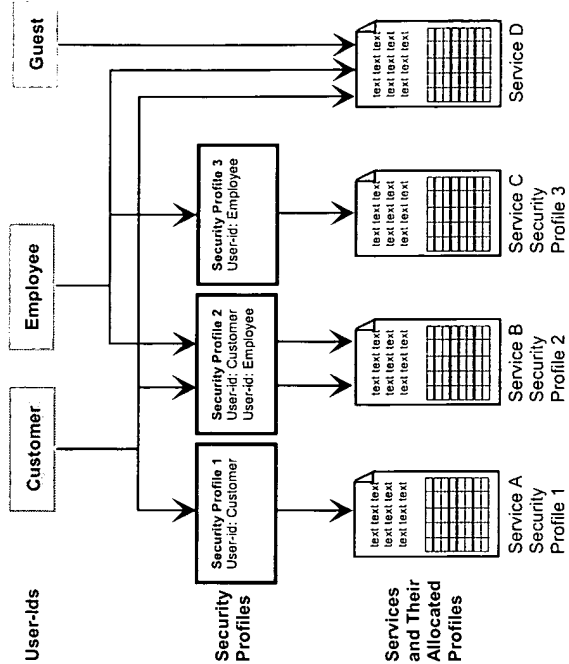 User-Ids
Customer
Employee
Guest
Security
Profiles
Security Profile 1
User-id: Customer
Security Profile 2
User-id: Customer
User-id: Employee
Security Profile 3
User-id: Employee
Services
and Their
Allocated
Profiles
text text text
text text text
text text text
text text text
text text text
text text text
text text text
text text text
text text text
text text text
text text text
text text text
Service A
Security
Profile 1
Service B
Security
Profile 2
Service C
Security
Profile 3
Service D